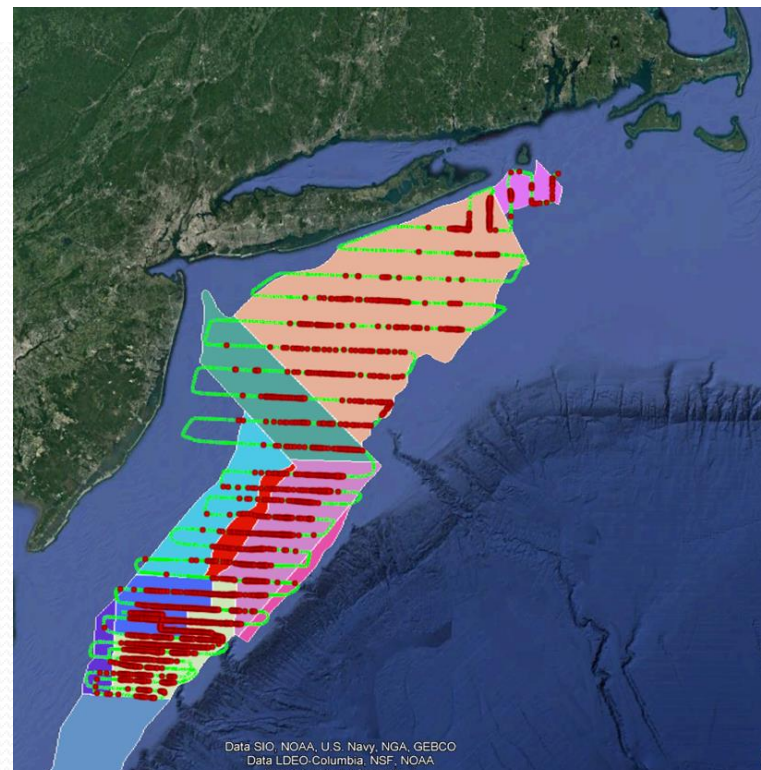 Data SIO, NOAA, U.S. Navy, NGA, GEBCO
Data LDEO-Columbia, NSF, NOAA